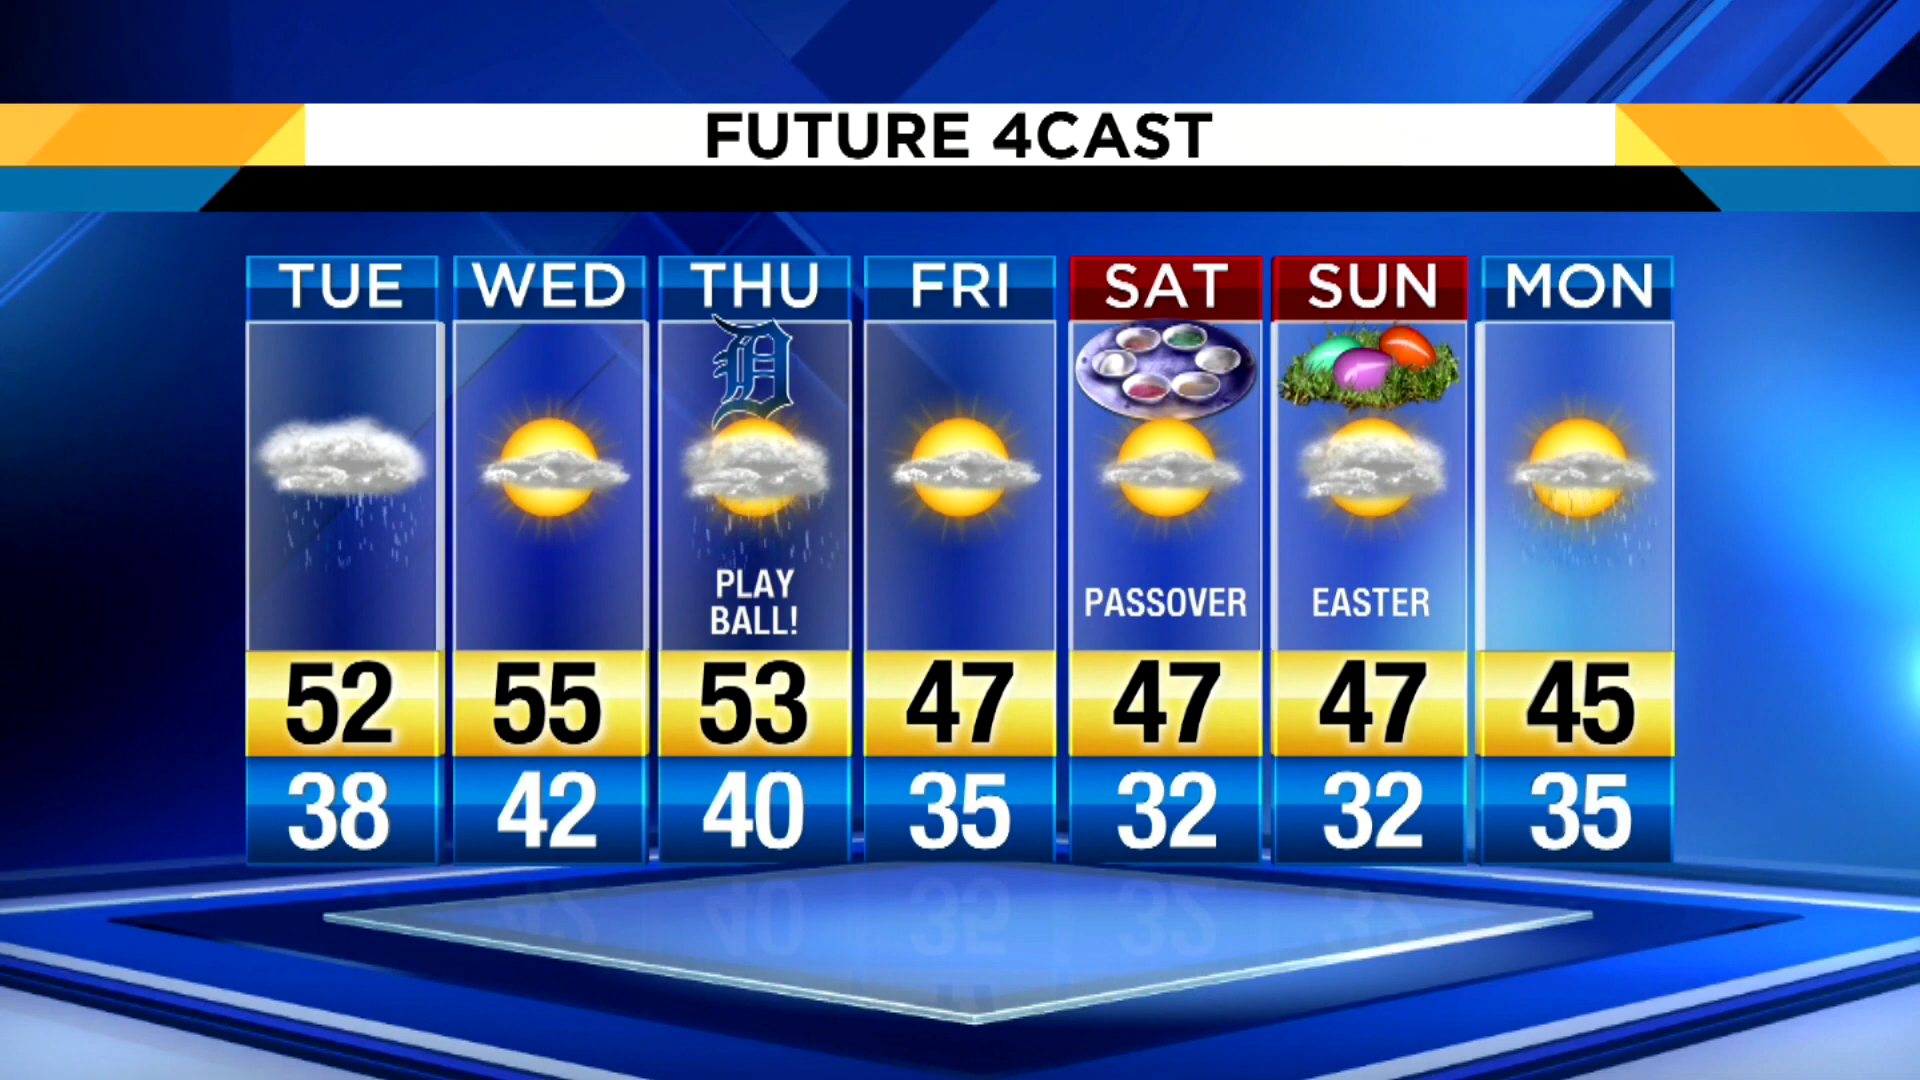 FUTURE 4CAST
TUE WED THU FRI SAT SUN MON
D
PLAY
BALL!
PASSOVER EASTER
52 55 53 47 47 47 45
38 42 40 35 32 32 35